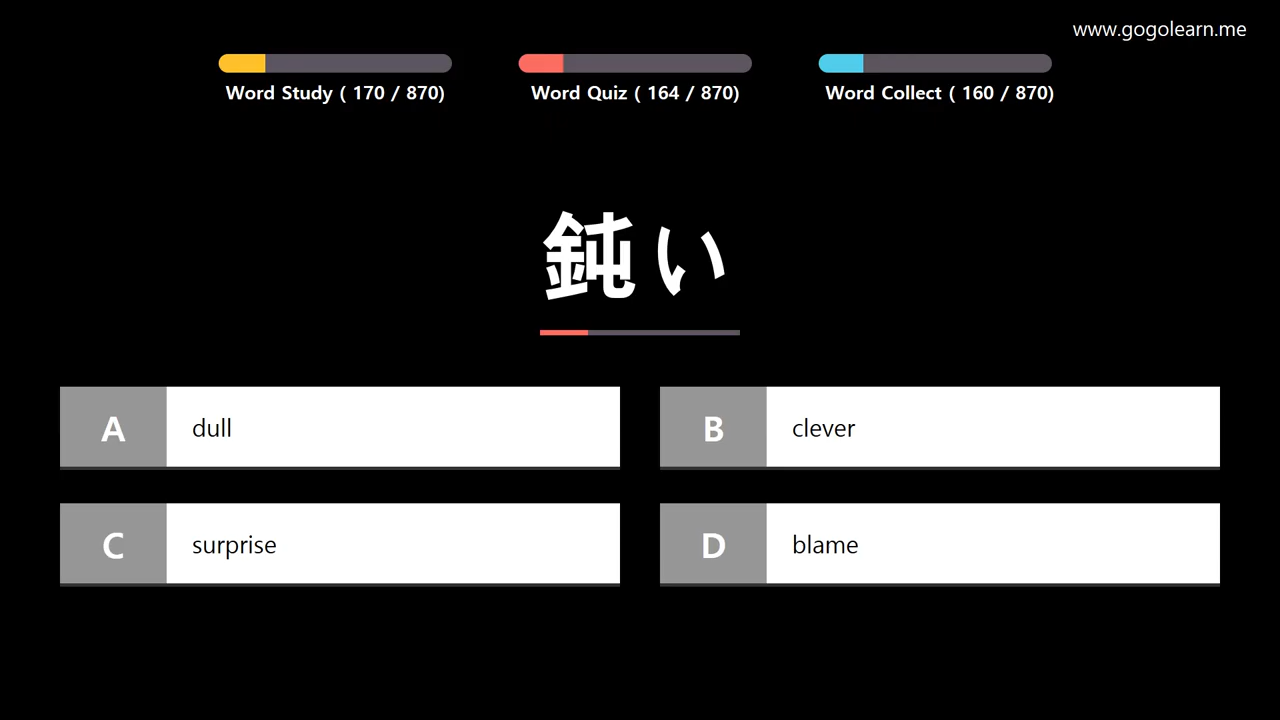 www.gogolearn.me
Word Study ( 170 / 870)
Word Quiz ( 164 / 870)
Word Collect ( 160 / 870)
鈍い
A dull
B clever
C surprise
D blame